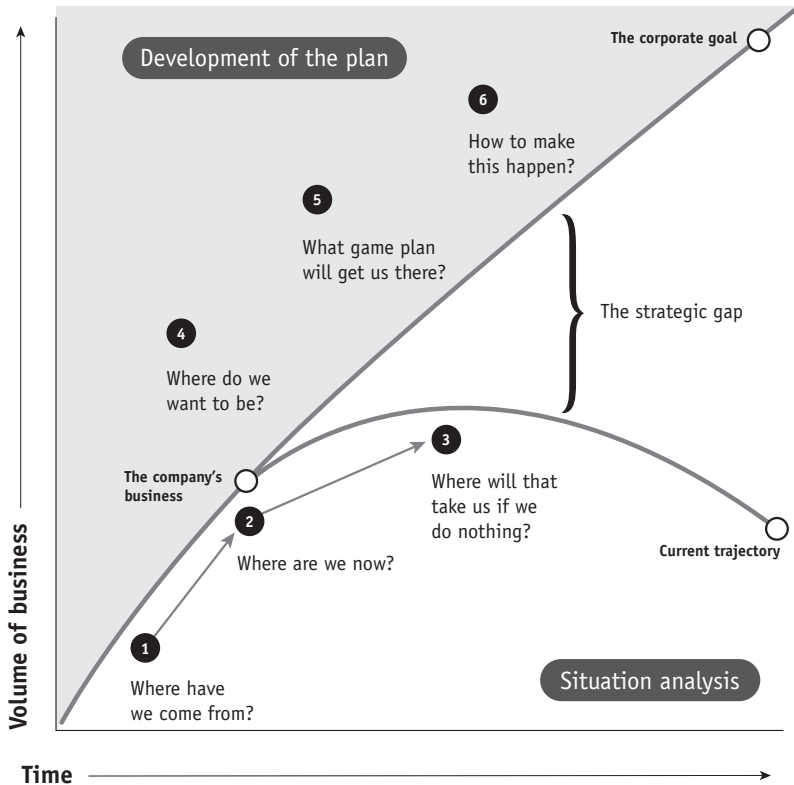 Development of the plan
The corporate goal
6
How to make
this happen?
5
What game plan
will get us there?
The strategic gap
4
Where do we
want to be?
3
Where will that
take us if we
do nothing?
The company’s
business
2
Where are we now?
Current trajectory
1
Where have
we come from?
Situation analysis
Volume of business
Time